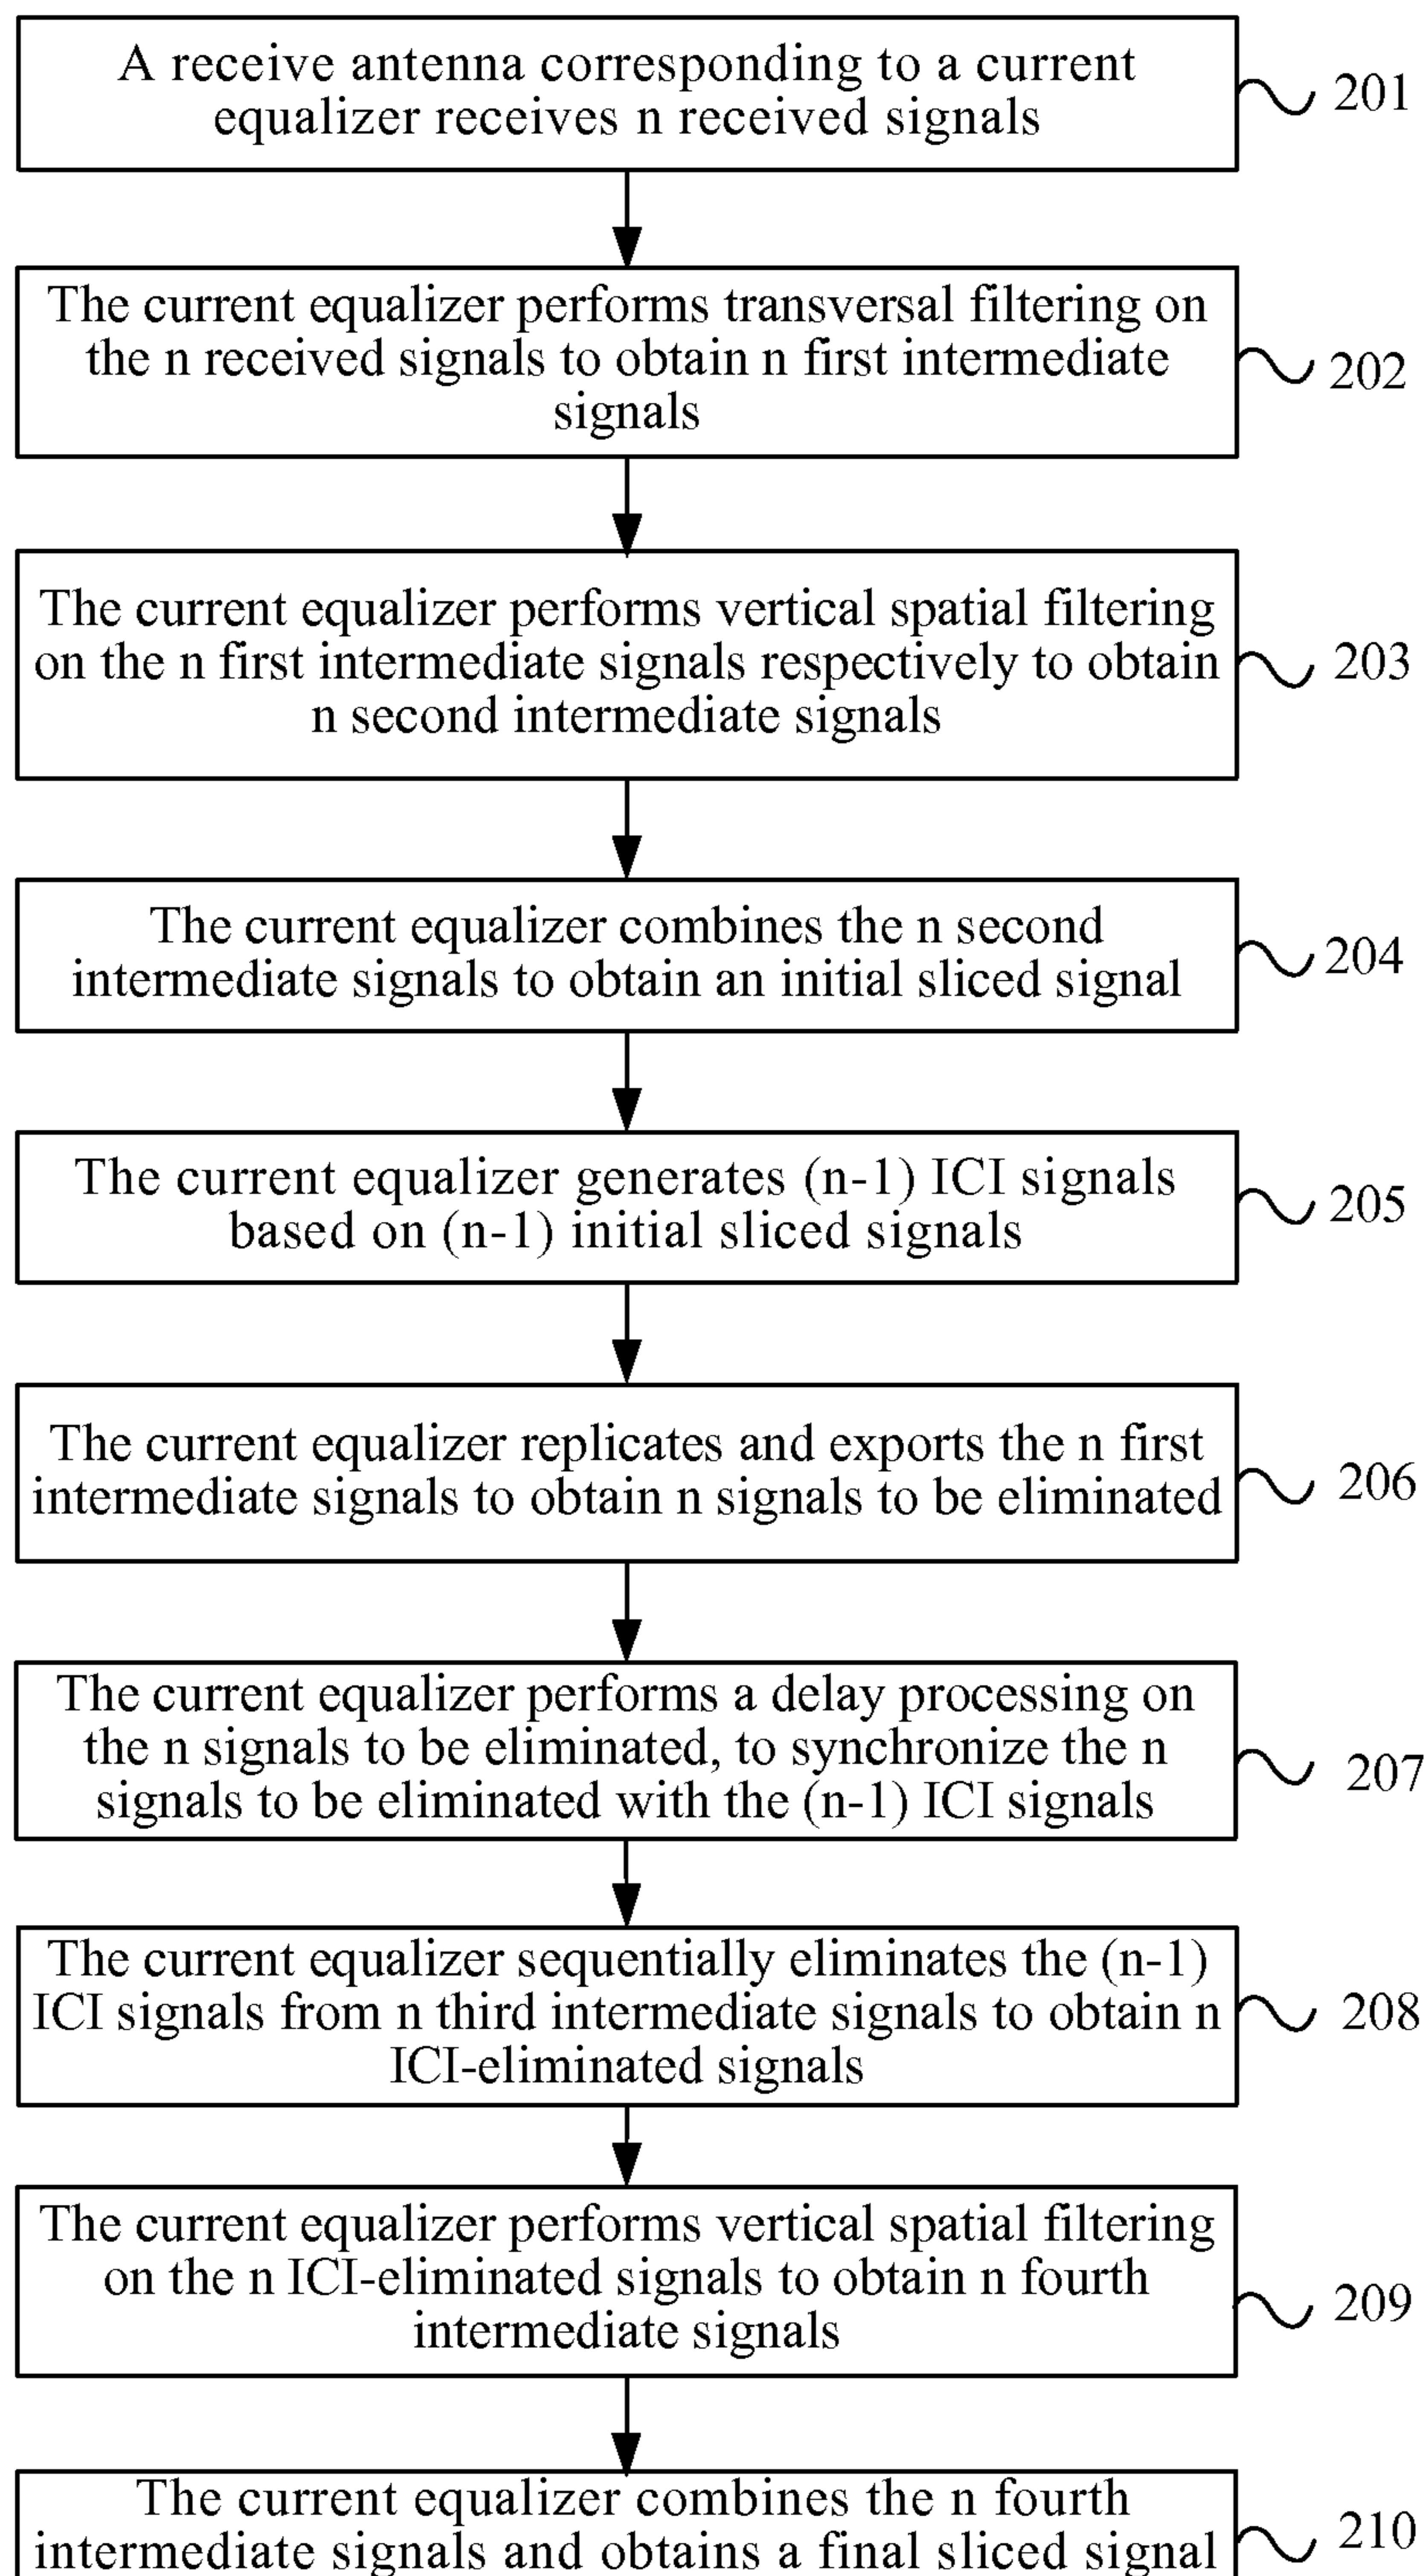 A receive antenna corresponding to a current
equalizer receives n received signals
201
The current equalizer performs transversal filtering on
the n received signals to obtain n first intermediate
signals
202
The current equalizer performs vertical spatial filtering
on the n first intermediate signals respectively to obtain
n second intermediate signals
203
The current equalizer combines the n second
intermediate signals to obtain an initial sliced signal
204
The current equalizer generates (n-1) ICI signals
based on (n-1) initial sliced signals
205
The current equalizer replicates and exports the n first
intermediate signals to obtain n signals to be eliminated
206
The current equalizer performs a delay processing on
the n signals to be eliminated, to synchronize the n
signals to be eliminated with the (n-1) ICI signals
207
The current equalizer sequentially eliminates the (n-1)
ICI signals from n third intermediate signals to obtain n
ICI-eliminated signals
208
The current equalizer performs vertical spatial filtering
on the n ICI-eliminated signals to obtain n fourth
intermediate signals
209
The current equalizer combines the n fourth
intermediate signals and obtains a final sliced signal
210